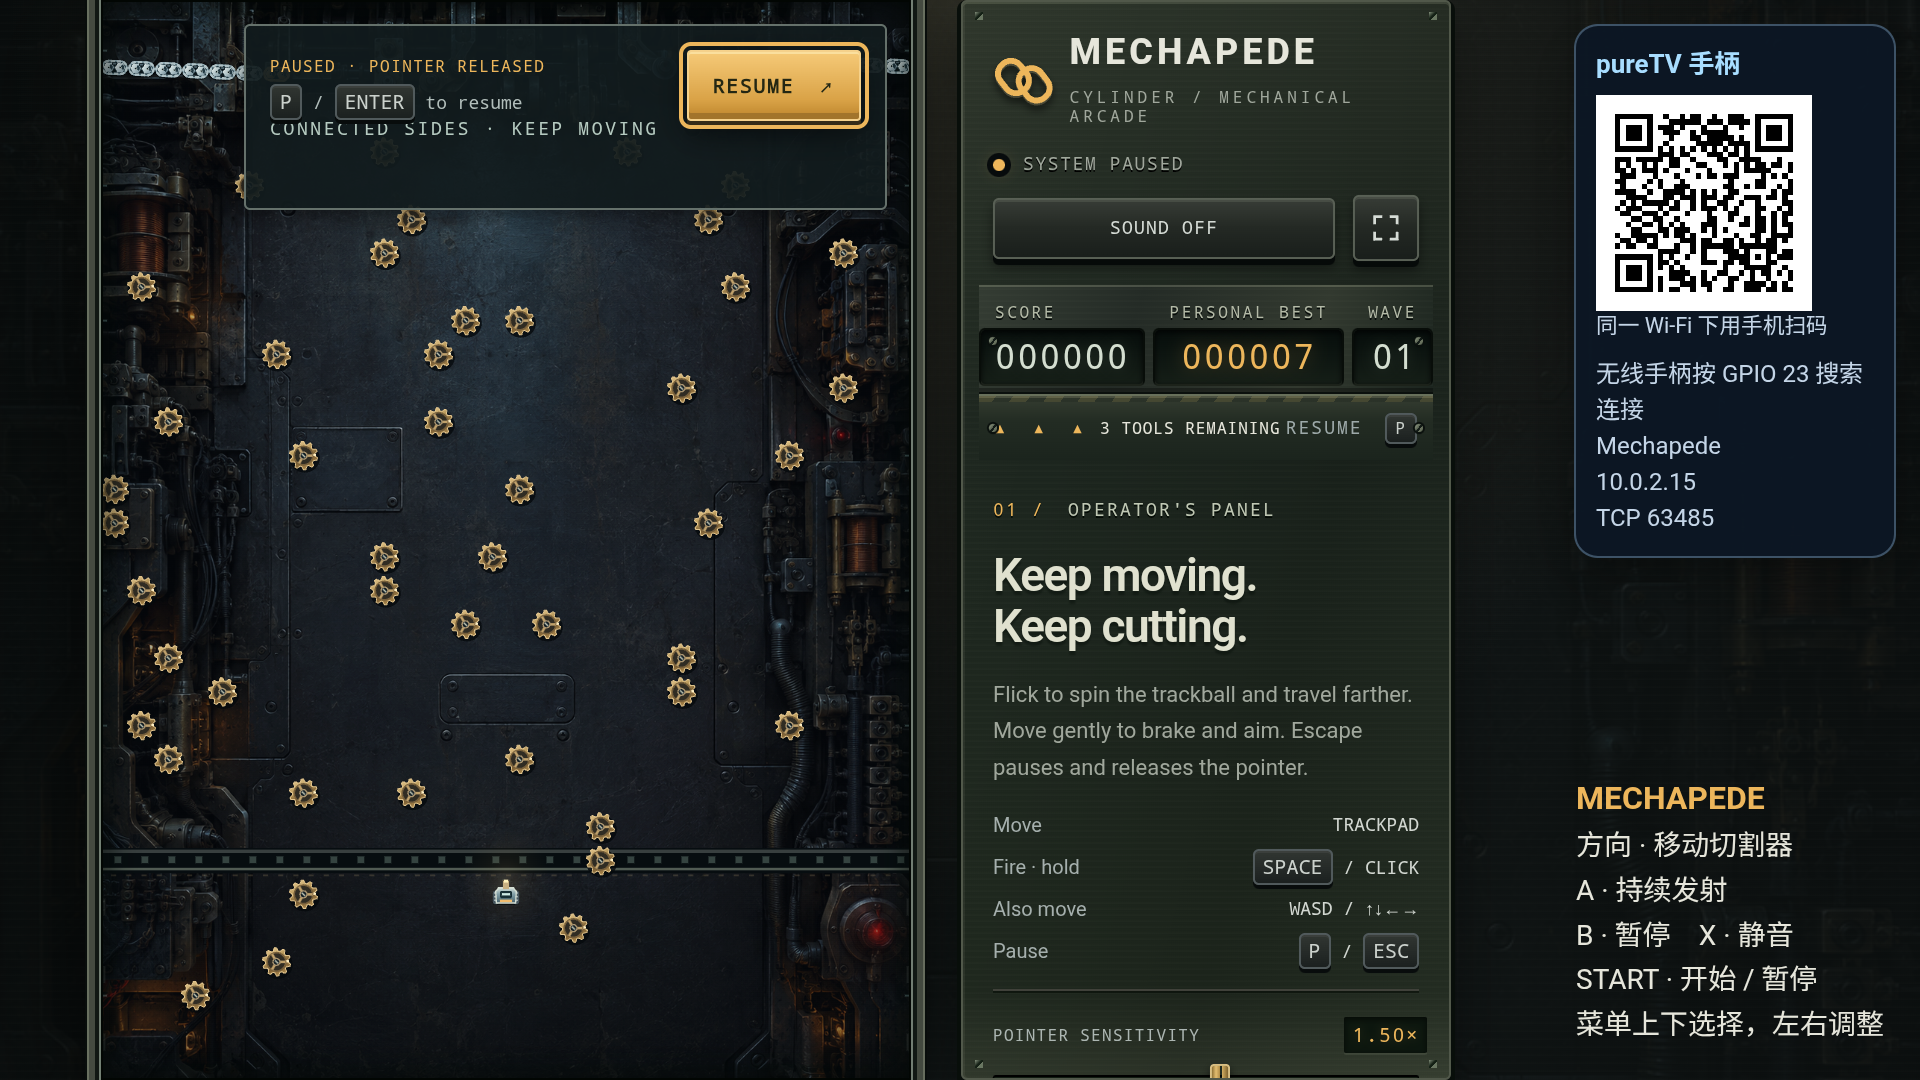 PAUSED · POINTER RELEASED
P / ENTER to resume
CONNECTED SIDES · KEEP MOVING
RESUME ↗
MECHAPEDE
CYLINDER / MECHANICAL
ARCADE
SYSTEM PAUSED
SOUND OFF
SCORE PERSONAL BEST WAVE
000000 000007 01
▲ ▲ ▲ 3 TOOLS REMAINING RESUME P
01 / OPERATOR'S PANEL
Keep moving.
Keep cutting.
Flick to spin the trackball and travel farther.
Move gently to brake and aim. Escape
pauses and releases the pointer.
Move TRACKPAD
Fire · hold SPACE / CLICK
Also move WASD / ↑↓←→
Pause P / ESC
POINTER SENSITIVITY 1.50×
pureTV 手柄
同一 Wi-Fi 下用手机扫码
无线手柄按 GPIO 23 搜索
连接
Mechapede
10.0.2.15
TCP 63485
MECHAPEDE
方向 · 移动切割器
A · 持续发射
B · 暂停 X · 静音
START · 开始 / 暂停
菜单上下选择，左右调整